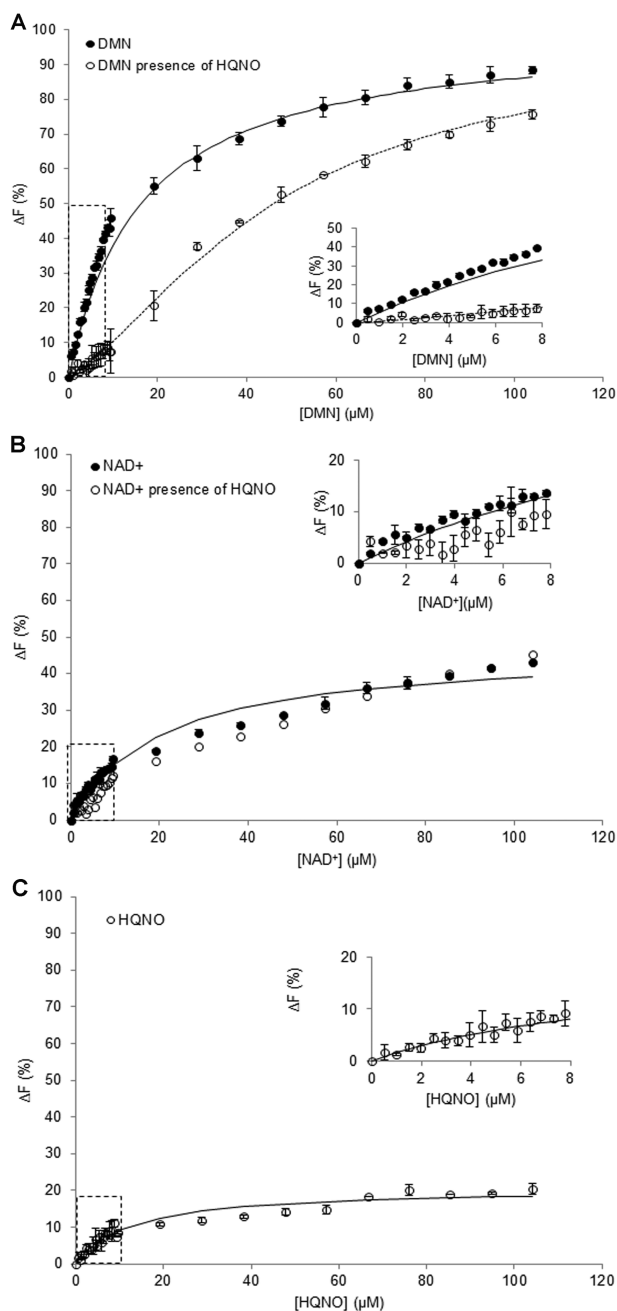 A
100
90
80
70
60
50
40
30
20
10
0
ΔF (%)
DMN
DMN presence of HQNO
50
40
30
20
10
0
ΔF (%)
0 2 4 6 8
[DMN] (µM)
0 20 40 60 80 100 120
[DMN] (µM)
B
100
90
80
70
60
50
40
30
20
10
0
ΔF (%)
NAD+
NAD+ presence of HQNO
20
10
0
ΔF (%)
0 2 4 6 8
[NAD⁺](µM)
0 20 40 60 80 100 120
[NAD⁺] (µM)
C
100
90
80
70
60
50
40
30
20
10
0
ΔF (%)
HQNO
20
10
0
ΔF (%)
0 2 4 6 8
[HQNO] (µM)
0 20 40 60 80 100 120
[HQNO] (µM)